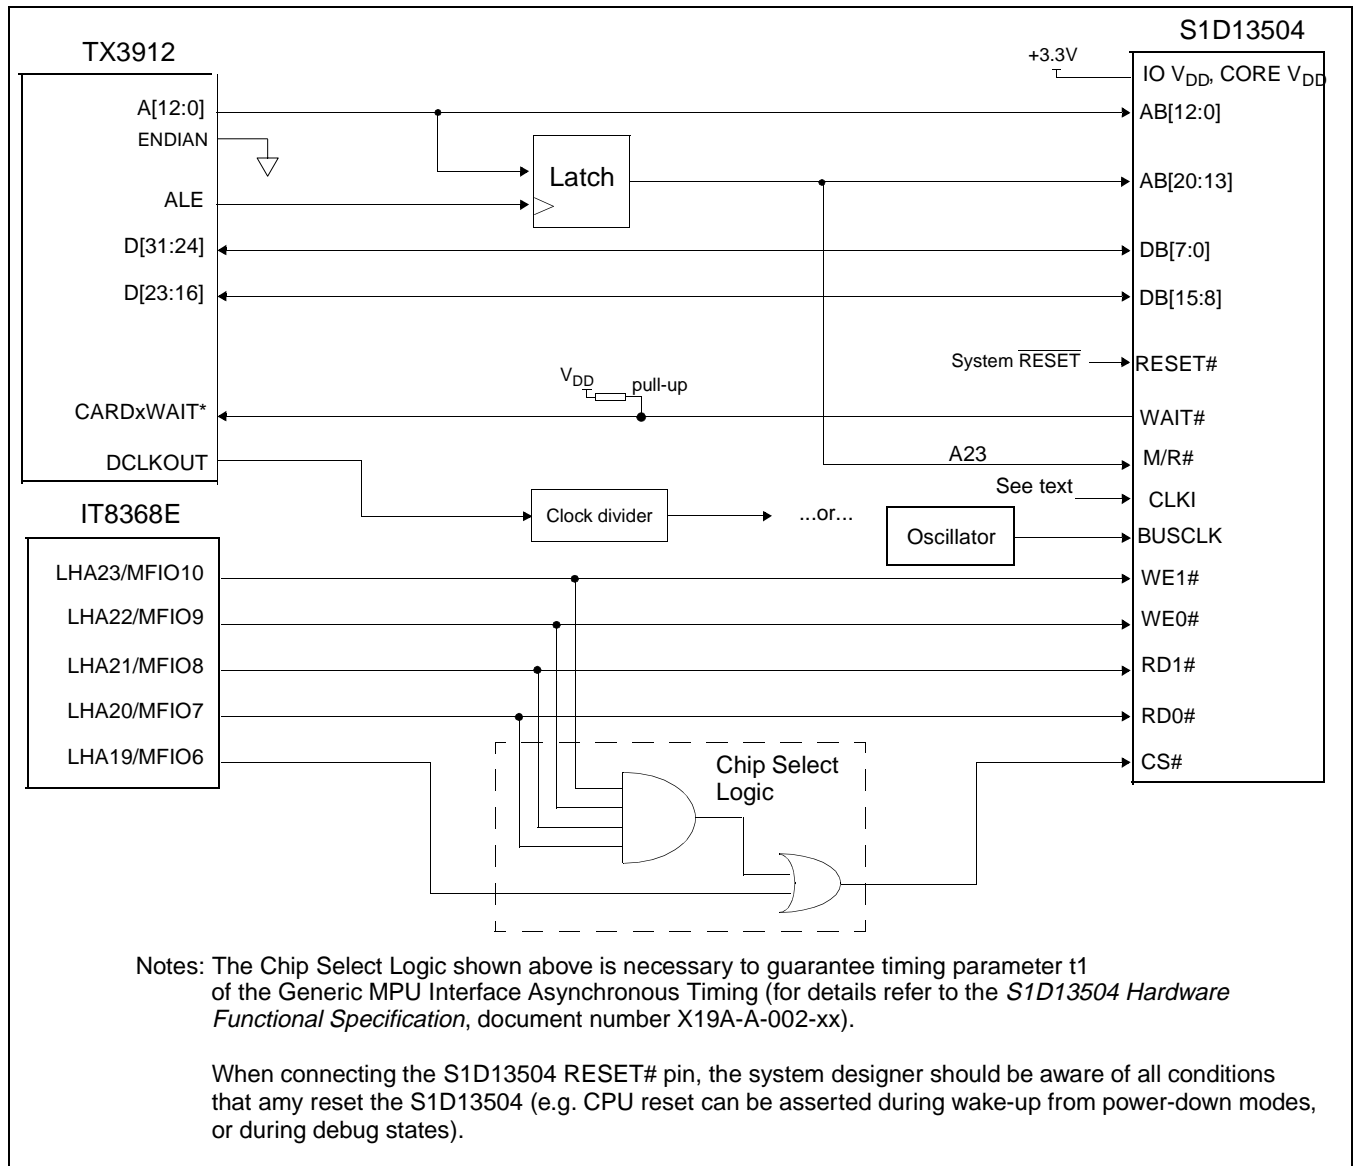 S1D13504
TX3912
+3.3V
IO VDD, CORE VDD
A[12:0]
AB[12:0]
ENDIAN
Latch
AB[20:13]
ALE
D[31:24]
DB[7:0]
D[23:16]
DB[15:8]
System RESET
RESET#
VDD
pull-up
CARDxWAIT*
WAIT#
DCLKOUT
A23
M/R#
See text
CLKI
IT8368E
Clock divider
...or...
Oscillator
BUSCLK
LHA23/MFIO10
WE1#
LHA22/MFIO9
WE0#
LHA21/MFIO8
RD1#
LHA20/MFIO7
RD0#
LHA19/MFIO6
Chip Select
Logic
CS#
Notes: The Chip Select Logic shown above is necessary to guarantee timing parameter t1
of the Generic MPU Interface Asynchronous Timing (for details refer to the S1D13504 Hardware
Functional Specification, document number X19A-A-002-xx).
When connecting the S1D13504 RESET# pin, the system designer should be aware of all conditions
that amy reset the S1D13504 (e.g. CPU reset can be asserted during wake-up from power-down modes,
or during debug states).